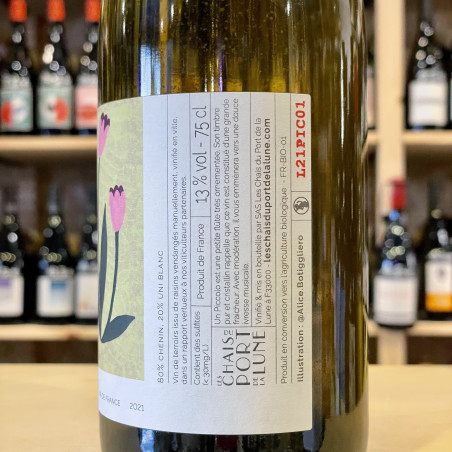 80% CHENIN, 20% UNI BLANC
Vin de terroirs issu de raisins vendangés manuellement, vinifié en ville,
dans un rapport vertueux à nos viticulteurs partenaires.
Contient des sulfites
(< 30mg/L)
Produit de France
13 % vol - 75 cl
Un Piccolo est une petite flûte très ornementée. Son timbre
pur et cristallin rappelle que ce vin est constitué d'une grande
fraicheur. Avec modération, il vous emmènera vers une douce
ivresse musicale.
LES
CHAIS
DU
PORT
DE
LA
LUNE
Vinifié & mis en bouteille par SAS Les Chais du Port de la
Lune à F33000 - leschaisduportdelalune.com
Produit en conversion vers l'agriculture biologique - FR-BIO-01
Illustration : @Alice Botiggliero
L21PIC01
FRANCE 2021